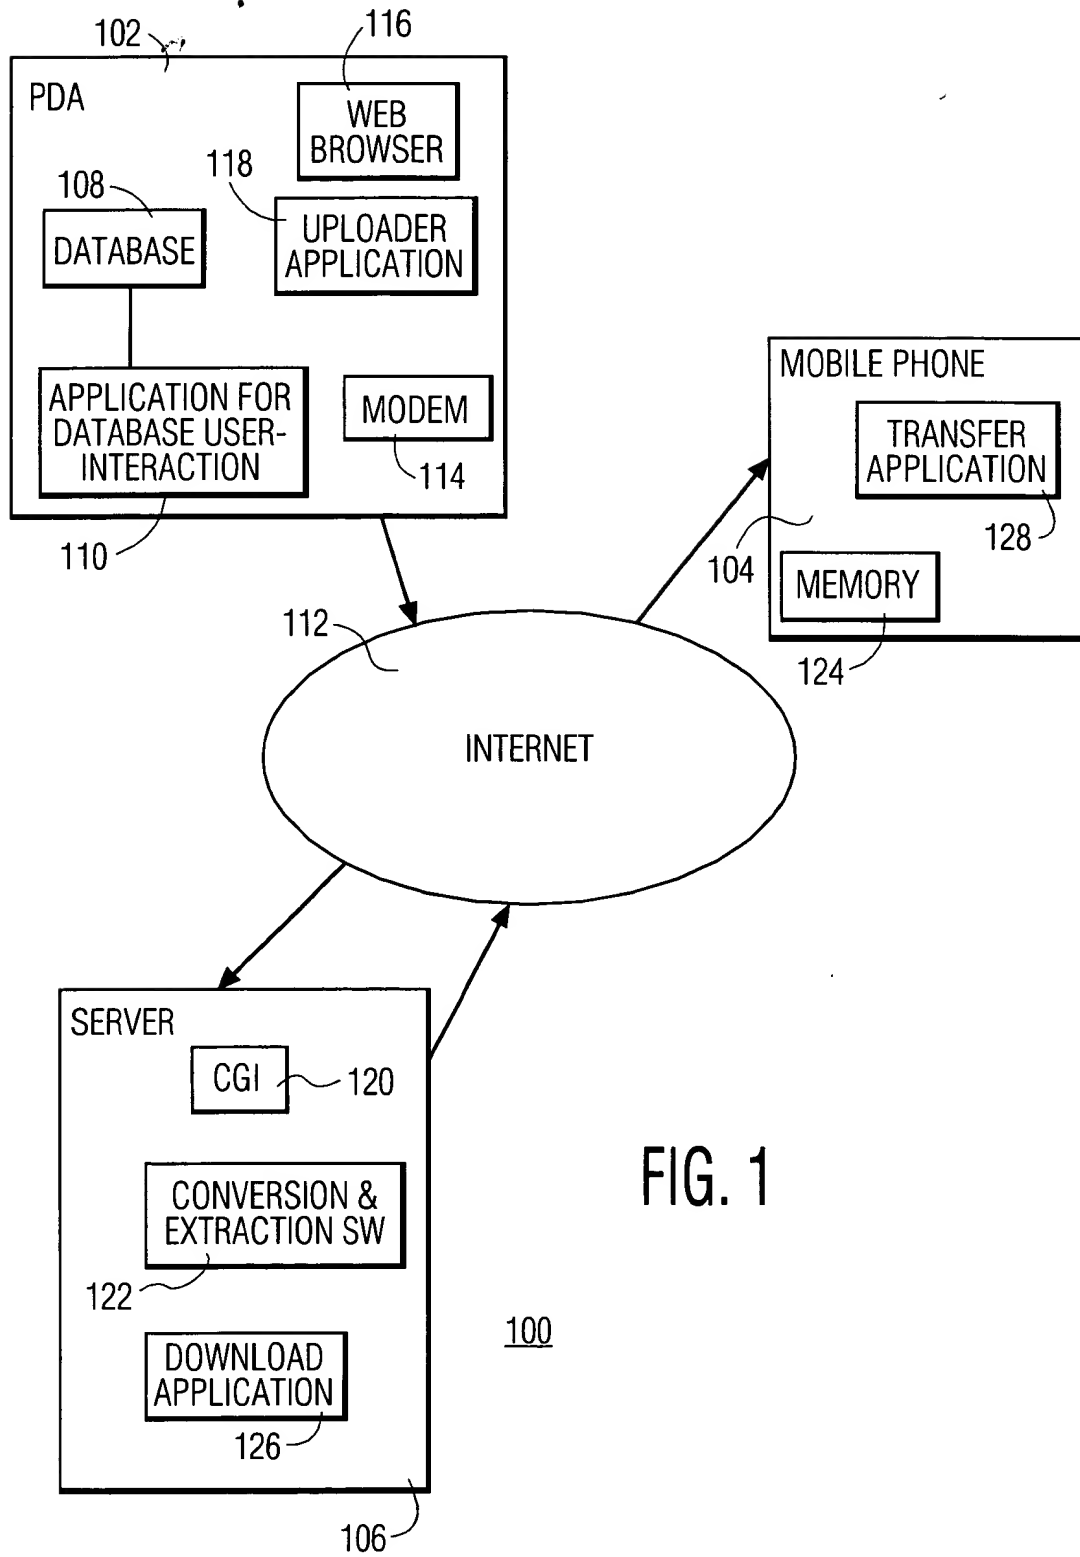 102
116
PDA
WEB
BROWSER
118
108
UPLOADER
APPLICATION
DATABASE
MOBILE PHONE
APPLICATION FOR
DATABASE USER-
INTERACTION
MODEM
TRANSFER
APPLICATION
114
110
104
128
MEMORY
112
124
INTERNET
SERVER
CGI
120
FIG. 1
CONVERSION &
EXTRACTION SW
122
100
DOWNLOAD
APPLICATION
126
106